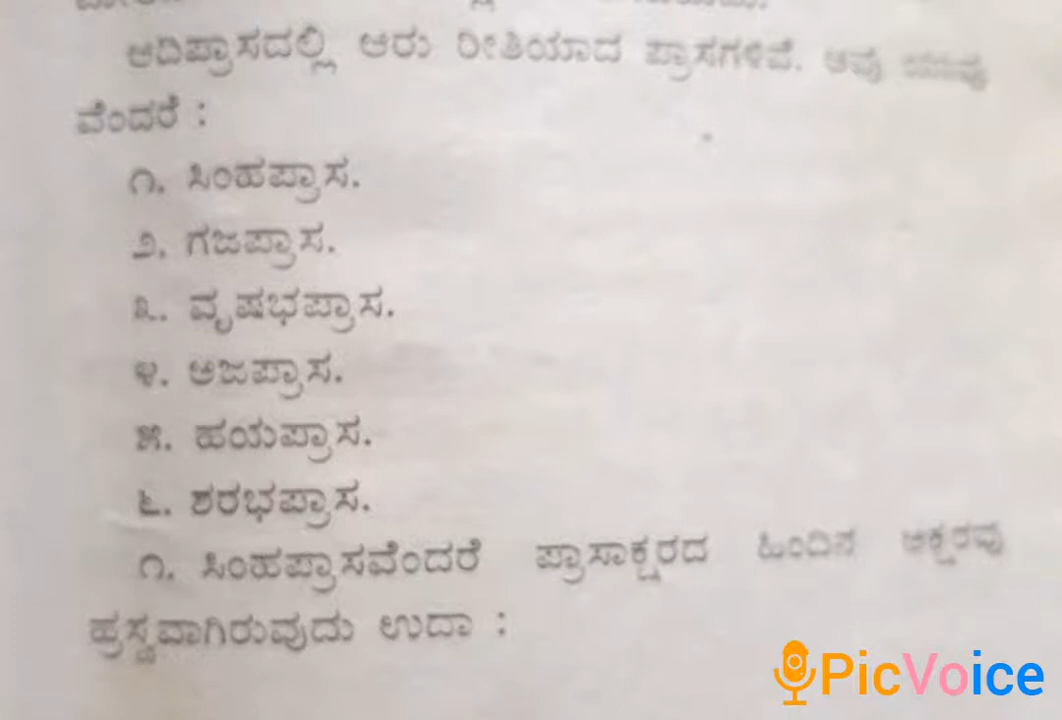 ಆದಿಪ್ರಾಸದಲ್ಲಿ ಆರು ರೀತಿಯಾದ ಪ್ರಾಸಗಳಿವೆ. ಅವು
ವೆಂದರೆ :
೧. ಸಿಂಹಪ್ರಾಸ.
೨. ಗಜಪ್ರಾಸ.
೩. ವೃಷಭಪ್ರಾಸ.
೪. ಅಜಪ್ರಾಸ.
೫. ಹಯಪ್ರಾಸ.
೬. ಶರಭಪ್ರಾಸ.
೧. ಸಿಂಹಪ್ರಾಸವೆಂದರೆ ಪ್ರಾಸಾಕ್ಷರದ ಹಿಂದಿನ ಅಕ್ಷರವು
ಹ್ರಸ್ವವಾಗಿರುವುದು ಉದಾ :
PicVoice